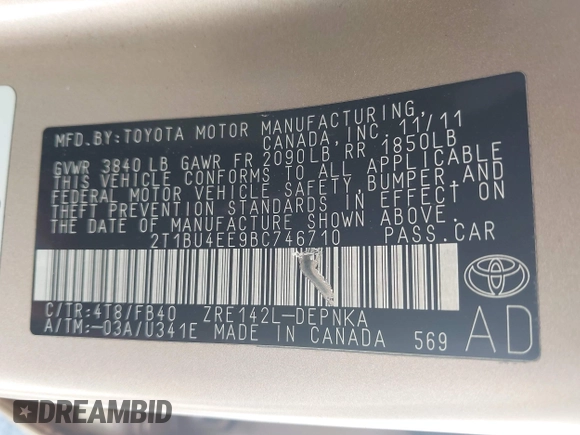 MFD.BY:TOYOTA MOTOR MANUFACTURING,
CANADA, INC. 11/11
GVWR 3840 LB GAWR FR 2090LB RR 1850LB
THIS VEHICLE CONFORMS TO ALL APPLICABLE
FEDERAL MOTOR VEHICLE SAFETY, BUMPER, AND
THEFT PREVENTION STANDARDS IN EFFECT ON
THE DATE OF MANUFACTURE SHOWN ABOVE.
2T1BU4EE9BC746710 PASS.CAR
C/TR:4T8/FB40 ZRE142L-DEPNKA
A/TM:-03A/U341E MADE IN CANADA 569
TOYOTA
AD
DREAMBID